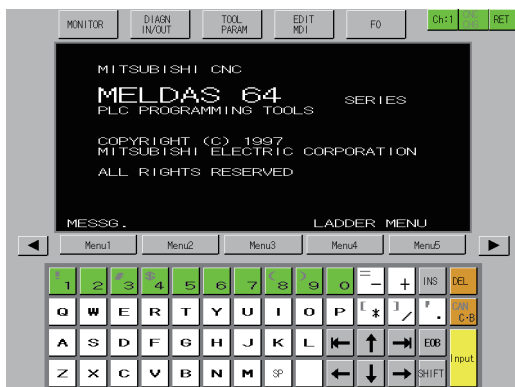 MONITOR
DIAGN
IN/OUT
TOOL
PARAM
EDIT
MDI
F0
Ch:1
CNC
CHG
RET
MITSUBISHI CNC
MELDAS 64 SERIES
PLC PROGRAMMING TOOLS
COPYRIGHT (C) 1997
MITSUBISHI ELECTRIC CORPORATION
ALL RIGHTS RESERVED
MESSG. LADDER MENU
◀ Menu1 Menu2 Menu3 Menu4 Menu5 ▶
! 1 2 # 3 $ 4 5 6 7 ( 8 ) 9 0 = - + INS DEL
Q W E R T Y U I O P [ * ] / ' . CAN C·B
A S D F G H J K L ↑ EOB Input
Z X C V B N M SP ← ↓ → SHIFT